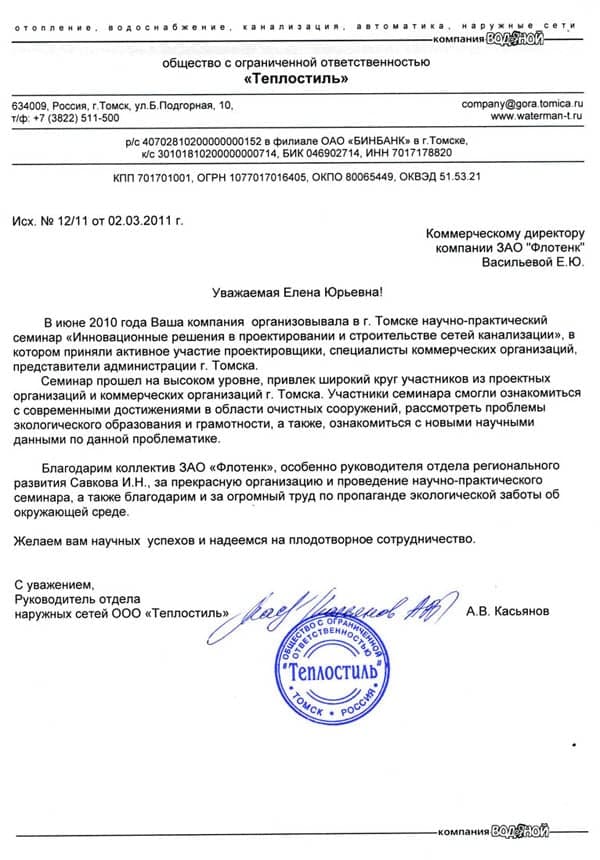 отопление, водоснабжение, канализация, автоматика, наружные сети
компания ВОДЯНОЙ
общество с ограниченной ответственностью
«Теплостиль»
634009, Россия, г.Томск, ул.Б.Подгорная, 10,
т/ф: +7 (3822) 511-500
company@gora.tomica.ru
www.waterman-t.ru
р/с 40702810200000000152 в филиале ОАО «БИНБАНК» в г.Томске,
к/с 30101810200000000714, БИК 046902714, ИНН 7017178820
КПП 701701001, ОГРН 1077017016405, ОКПО 80065449, ОКВЭД 51.53.21
Исх. № 12/11 от 02.03.2011 г.
Коммерческому директору
компании ЗАО "Флотенк"
Васильевой Е.Ю.
Уважаемая Елена Юрьевна!
В июне 2010 года Ваша компания организовывала в г. Томске научно-практический
семинар «Инновационные решения в проектировании и строительстве сетей канализации», в
котором приняли активное участие проектировщики, специалисты коммерческих организаций,
представители администрации г. Томска.
Семинар прошел на высоком уровне, привлек широкий круг участников из проектных
организаций и коммерческих организаций г. Томска. Участники семинара смогли ознакомиться
с современными достижениями в области очистных сооружений, рассмотреть проблемы
экологического образования и грамотности, а также, ознакомиться с новыми научными
данными по данной проблематике.
Благодарим коллектив ЗАО «Флотенк», особенно руководителя отдела регионального
развития Савкова И.Н., за прекрасную организацию и проведение научно-практического
семинара, а также благодарим и за огромный труд по пропаганде экологической заботы об
окружающей среде.
Желаем вам научных успехов и надеемся на плодотворное сотрудничество.
С уважением,
Руководитель отдела
наружных сетей ООО «Теплостиль»
Касьянов А.В.
А.В. Касьянов
ОБЩЕСТВО С ОГРАНИЧЕННОЙ
ОТВЕТСТВЕННОСТЬЮ
"Теплостиль"
ТОМСК * РОССИЯ
компания ВОДЯНОЙ